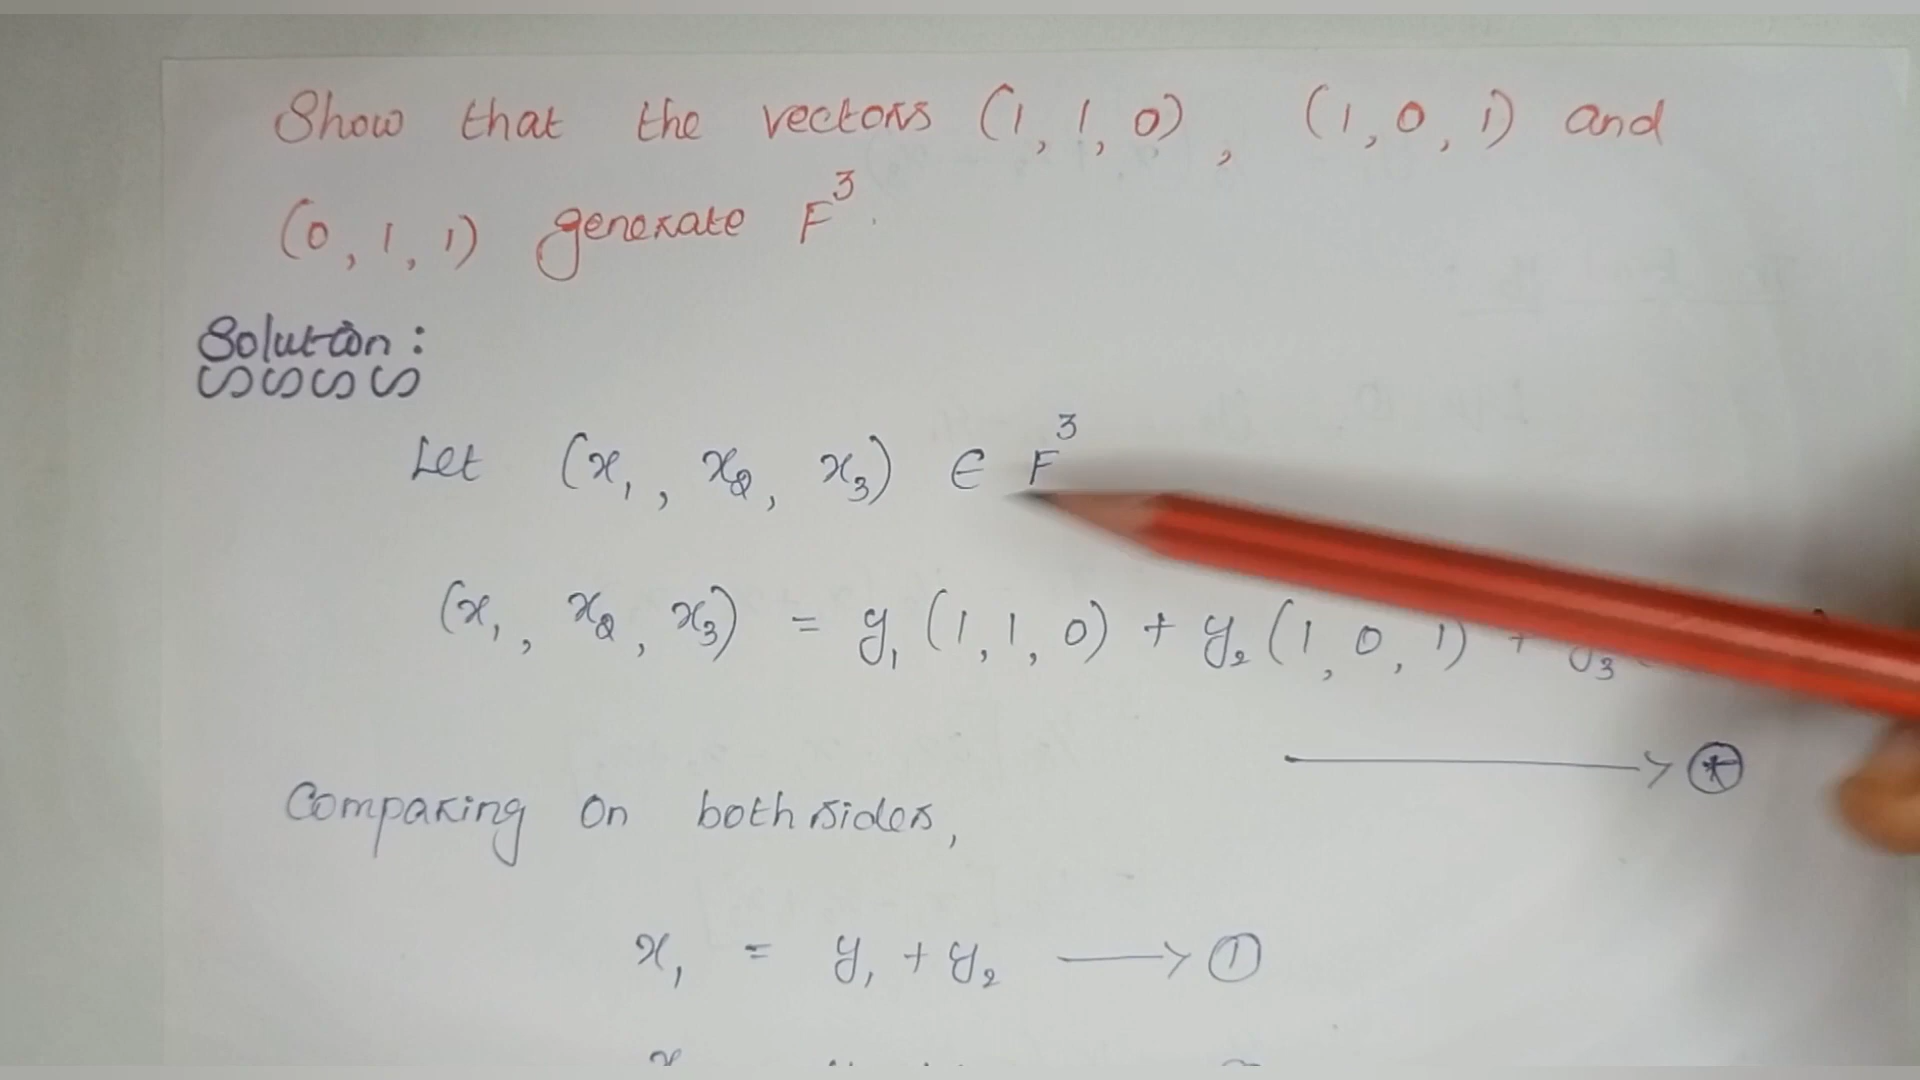 Show that the vectors (1, 1, 0), (1, 0, 1) and
(0, 1, 1) generate F³.
Solution:
Let (x₁, x₂, x₃) ∈ F³
(x₁, x₂, x₃) = y₁(1, 1, 0) + y₂(1, 0, 1) + y₃
→ ⊛
Comparing on both sides,
x₁ = y₁ + y₂ → ①